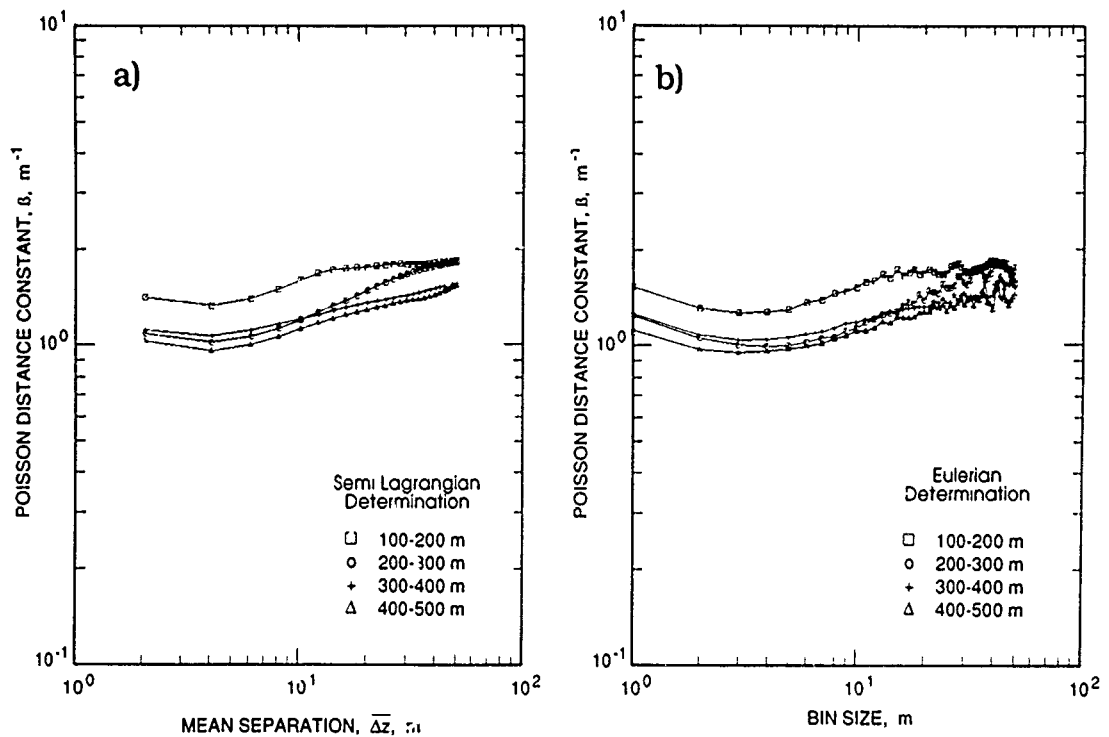 a)
POISSON DISTANCE CONSTANT, ß, m⁻¹
10¹
10⁰
10⁻¹
Semi Lagrangian
Determination
100-200 m
200-300 m
300-400 m
400-500 m
10⁰
10¹
10²
MEAN SEPARATION, Δz, m
b)
POISSON DISTANCE CONSTANT, ß, m⁻¹
10¹
10⁰
10⁻¹
Eulerian
Determination
100-200 m
200-300 m
300-400 m
400-500 m
10⁰
10¹
10²
BIN SIZE, m